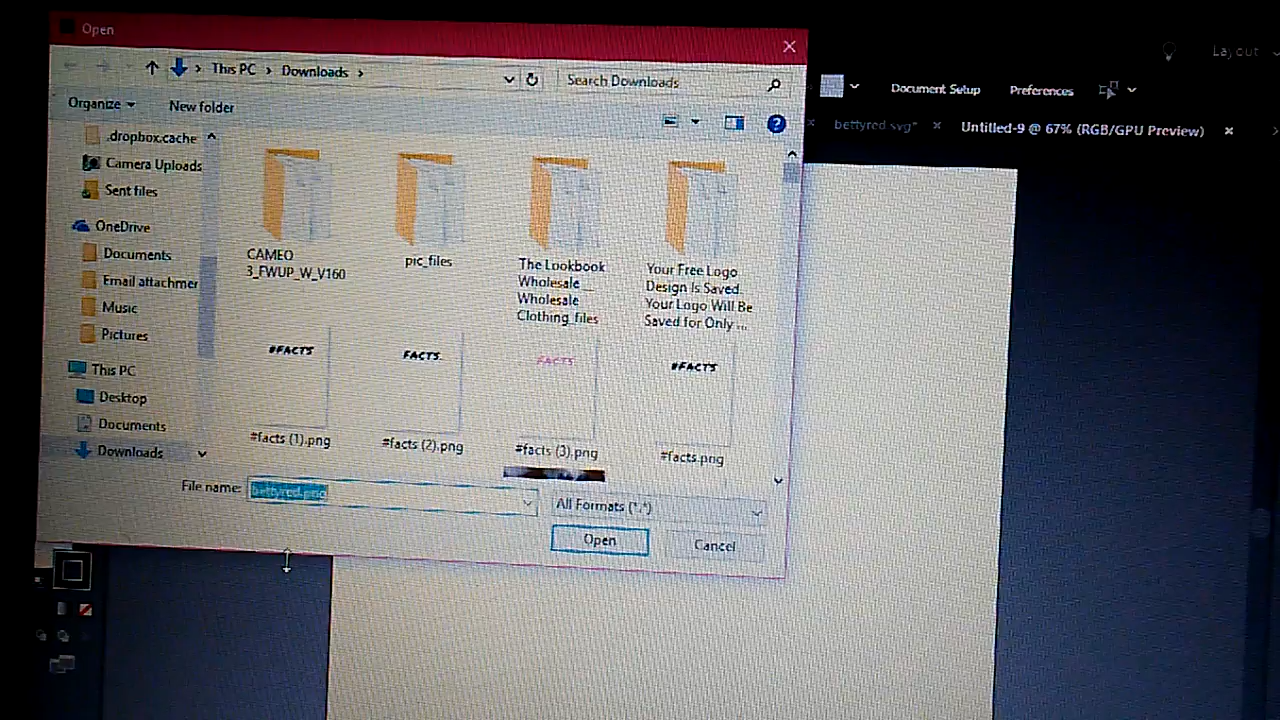 Open
Layout
This PC
Downloads
Search Downloads
Document Setup
Preferences
Organize
New folder
bettyred.svg*
Untitled-9 @ 67% (RGB/GPU Preview)
.dropbox.cache
Camera Uploads
Sent files
OneDrive
Documents
Email attachmer
Music
Pictures
This PC
Desktop
Documents
Downloads
CAMEO
3_FWUP_W_V160
pic_files
The Lookbook
Wholesale _
Wholesale
Clothing_files
Your Free Logo
Design Is Saved.
Your Logo Will Be
Saved for Only ...
#FACTS
FACTS
FACTS
#FACTS
#facts (1).png
#facts (2).png
#facts (3).png
#facts.png
File name:
bettyred.png
All Formats (*.*)
Open
Cancel